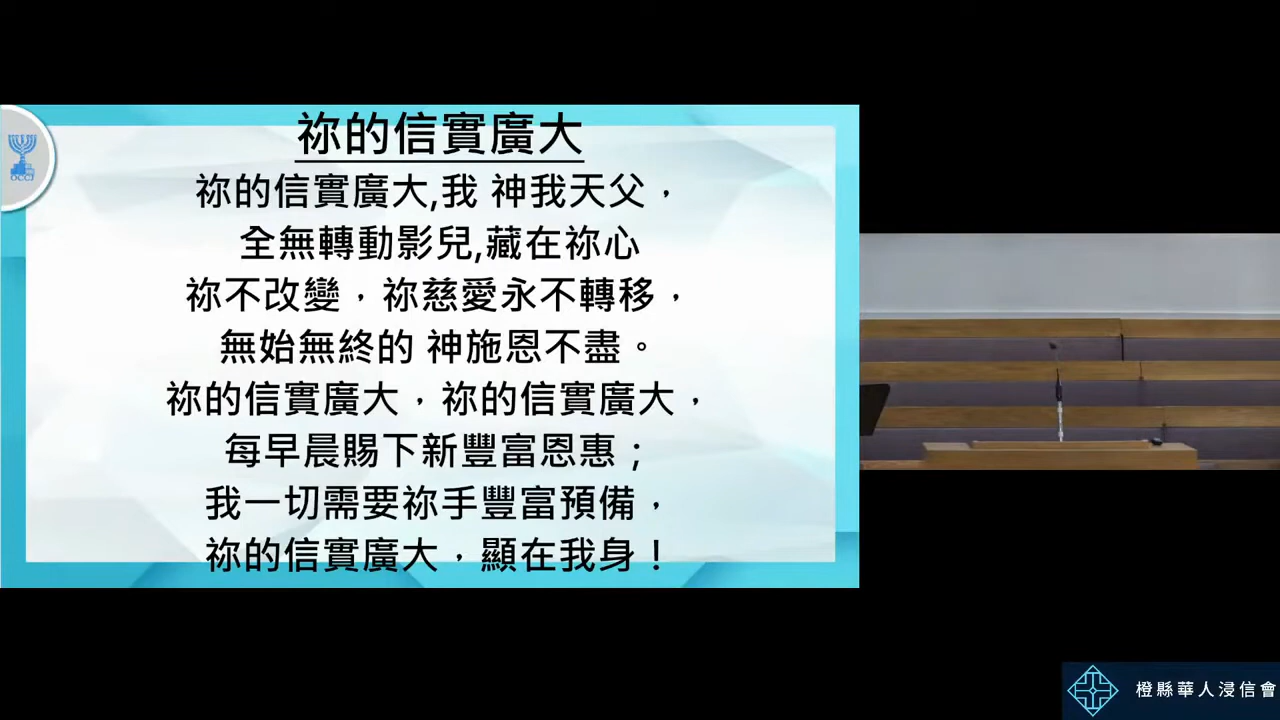 祢的信實廣大
祢的信實廣大,我 神我天父，
全無轉動影兒,藏在祢心
祢不改變，祢慈愛永不轉移，
無始無終的 神施恩不盡。
祢的信實廣大，祢的信實廣大，
每早晨賜下新豐富恩惠；
我一切需要祢手豐富預備，
祢的信實廣大，顯在我身！
橙縣華人浸信會